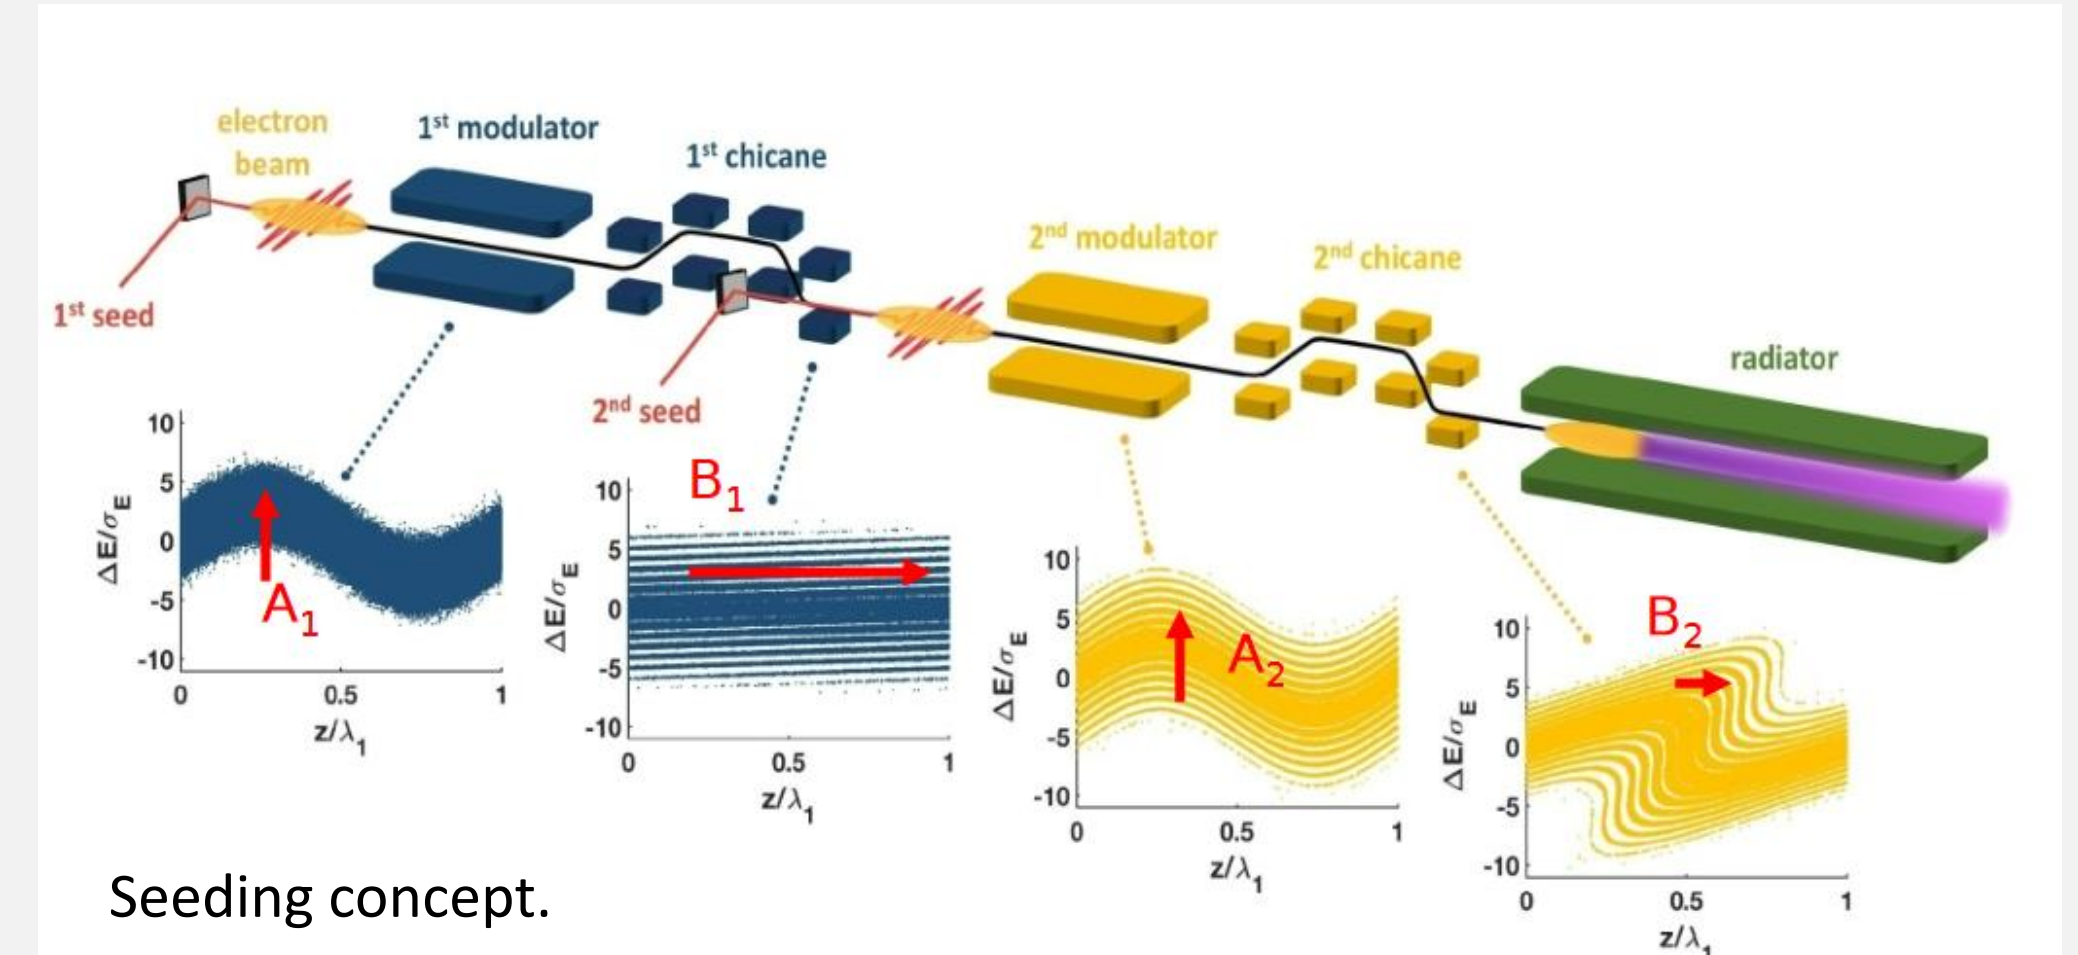 electron
beam
1st modulator
1st chicane
1st seed
2nd seed
2nd modulator
2nd chicane
radiator
10
5
0
-5
-10
ΔE/σE
A1
0
0.5
1
z/λ1
10
5
0
-5
-10
ΔE/σE
B1
0
0.5
1
z/λ1
10
5
0
-5
-10
ΔE/σE
A2
0
0.5
1
z/λ1
10
5
0
-5
-10
ΔE/σE
B2
0
0.5
1
z/λ1
Seeding concept.